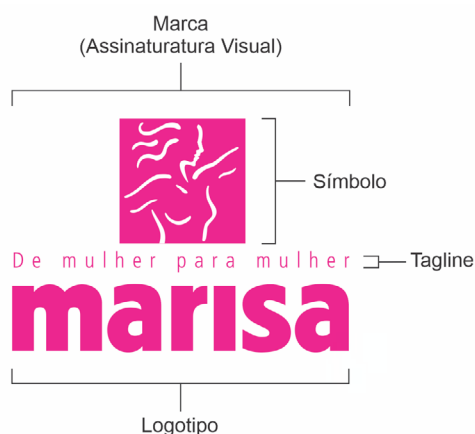 Marca
(Assinaturatura Visual)
Símbolo
De mulher para mulher
Tagline
marisa
Logotipo